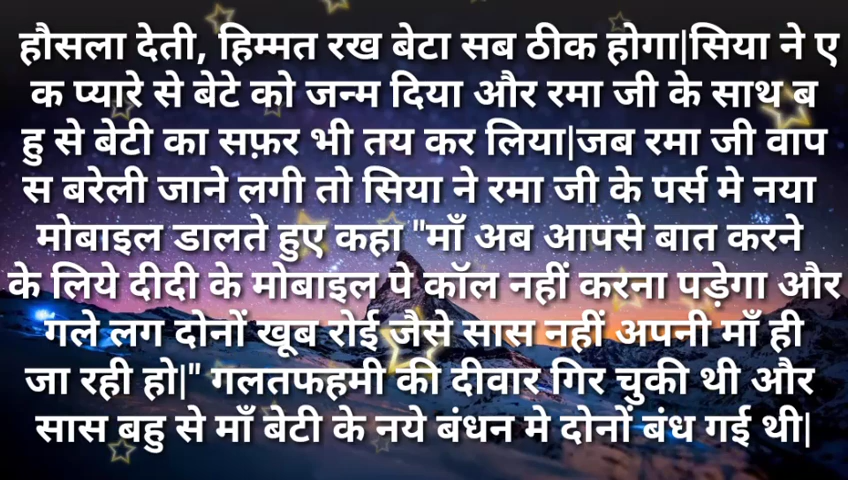 हौसला देती, हिम्मत रख बेटा सब ठीक होगा|सिया ने ए
क प्यारे से बेटे को जन्म दिया और रमा जी के साथ ब
हु से बेटी का सफ़र भी तय कर लिया|जब रमा जी वाप
स बरेली जाने लगी तो सिया ने रमा जी के पर्स मे नया
मोबाइल डालते हुए कहा "माँ अब आपसे बात करने
के लिये दीदी के मोबाइल पे कॉल नहीं करना पड़ेगा और
गले लग दोनों खूब रोई जैसे सास नहीं अपनी माँ ही
जा रही हो|" गलतफहमी की दीवार गिर चुकी थी और
सास बहु से माँ बेटी के नये बंधन मे दोनों बंध गई थी|